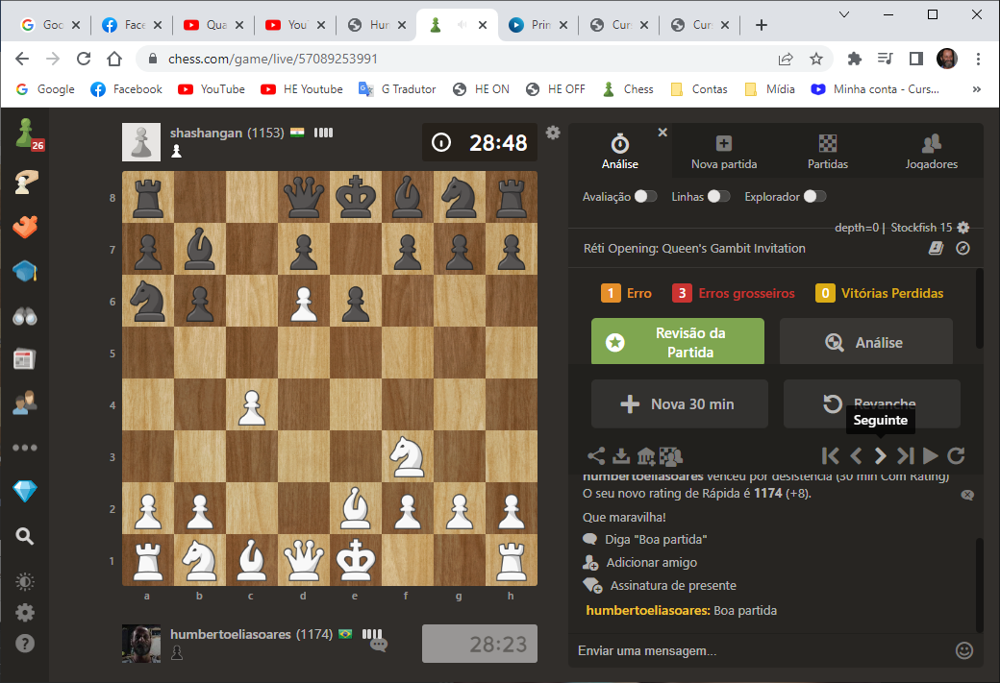 Goc
Face
Qua
You
Hur
Prin
Cur
Cur
chess.com/game/live/57089253991
Google
Facebook
YouTube
HE Youtube
G Tradutor
HE ON
HE OFF
Chess
Contas
Mídia
Minha conta - Curs...
»
26
shashangan (1153)
28:48
8
7
6
5
4
3
2
1
a b c d e f g h
humbertoeliasoares (1174)
28:23
Análise
Nova partida
Partidas
Jogadores
Avaliação
Linhas
Explorador
depth=0 | Stockfish 15
Réti Opening: Queen's Gambit Invitation
1 Erro
3 Erros grosseiros
0 Vitórias Perdidas
Revisão da
Partida
Análise
Nova 30 min
Revanche
Seguinte
humbertoeliasoares venceu por desistência (30 min Com Rating)
O seu novo rating de Rápida é 1174 (+8).
Que maravilha!
Diga "Boa partida"
Adicionar amigo
Assinatura de presente
humbertoeliasoares: Boa partida
Enviar uma mensagem...